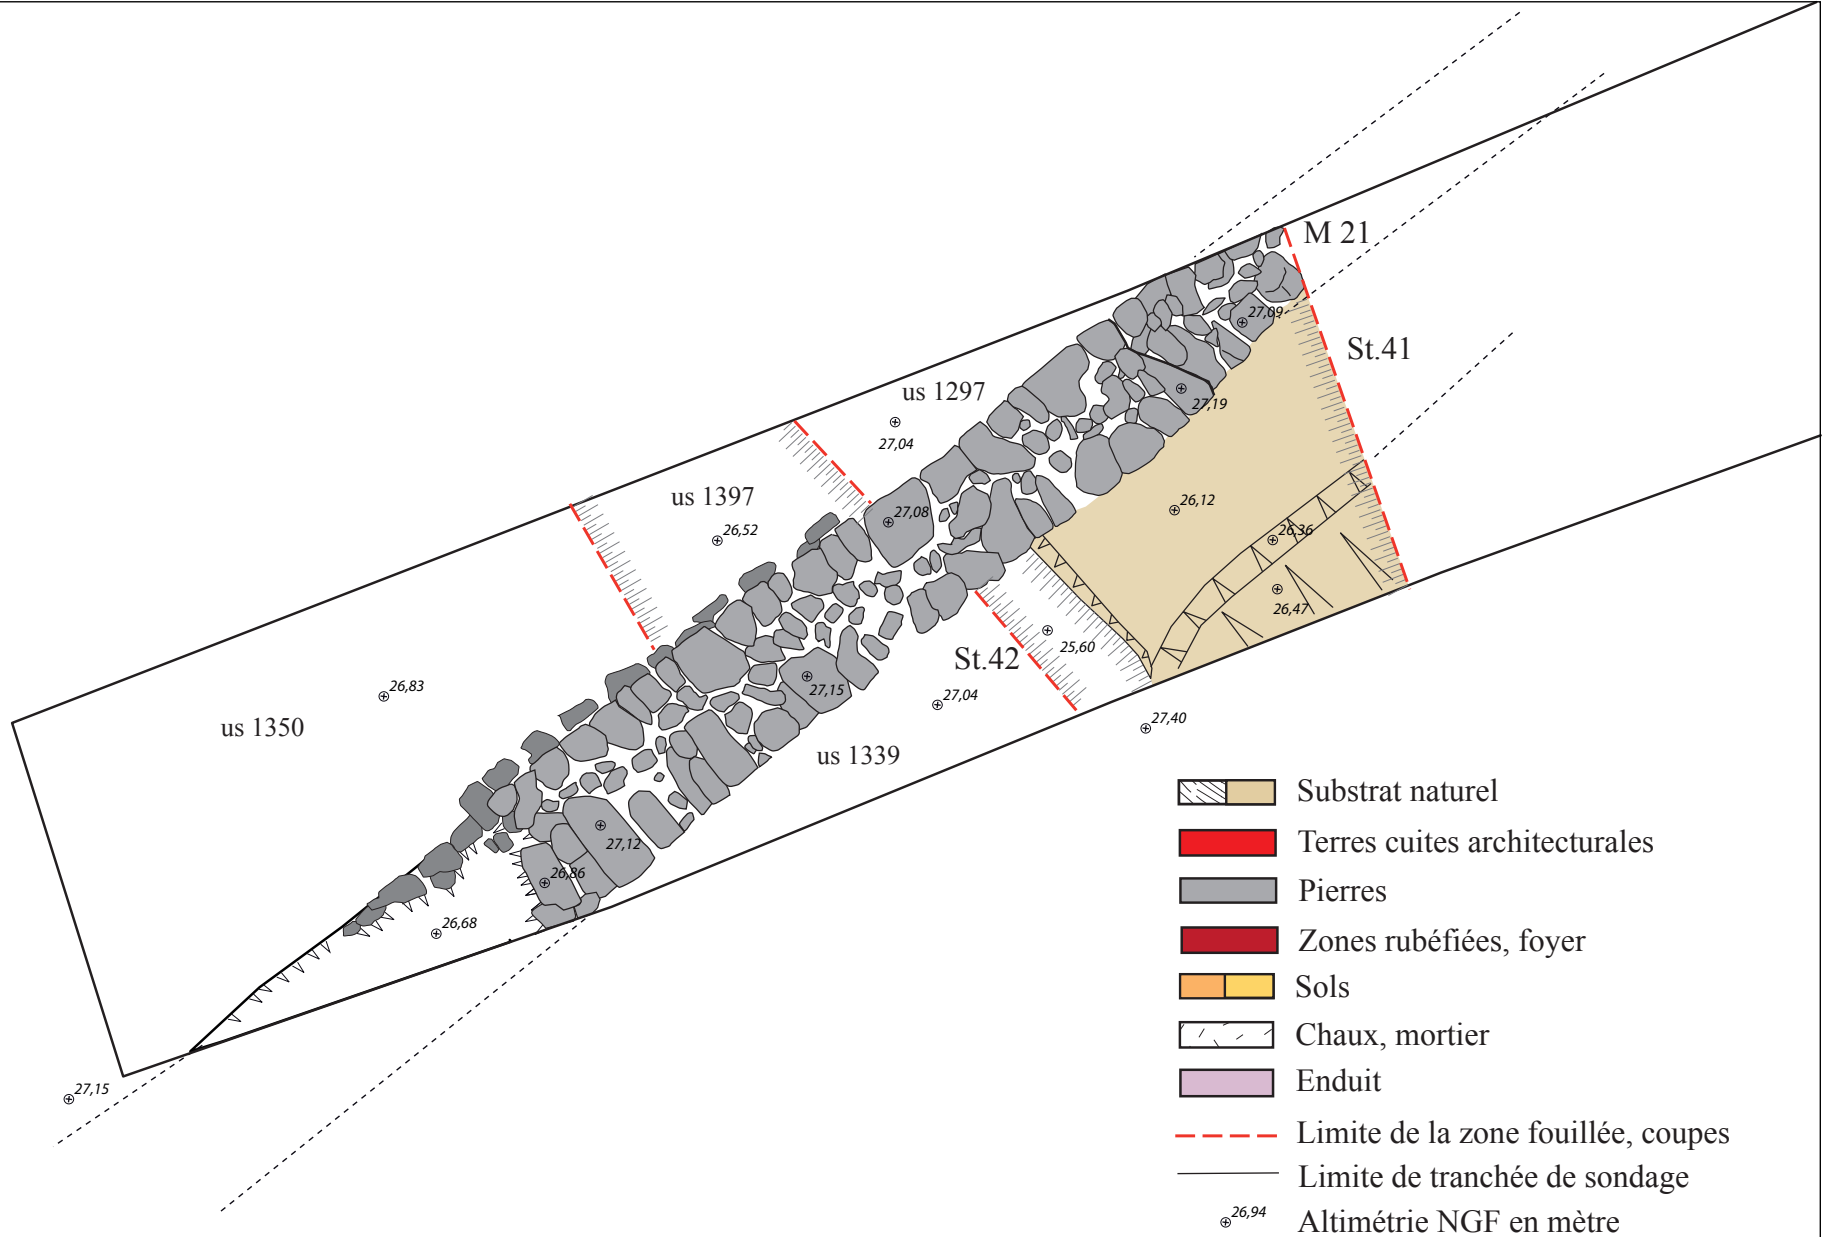 M 21
27,09
St.41
us 1297
27,19
27,04
us 1397
27,08
26,52
26,12
26,36
26,47
25,60
St.42
27,15
26,83
27,04
us 1350
27,40
us 1339
27,12
26,86
26,68
27,15
Substrat naturel
Terres cuites architecturales
Pierres
Zones rubéfiées, foyer
Sols
Chaux, mortier
Enduit
Limite de la zone fouillée, coupes
Limite de tranchée de sondage
26,94 Altimétrie NGF en mètre